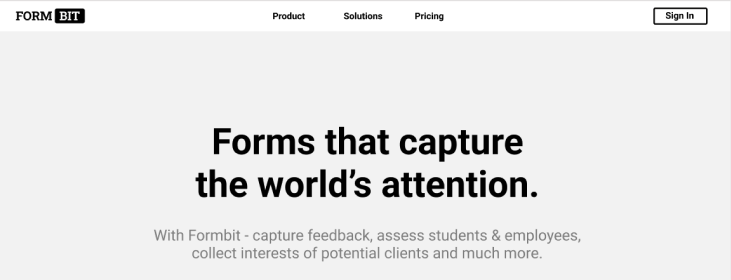 FORM BIT Product Solutions Pricing Sign In
Forms that capture
the world's attention.
With Formbit - capture feedback, assess students & employees,
collect interests of potential clients and much more.